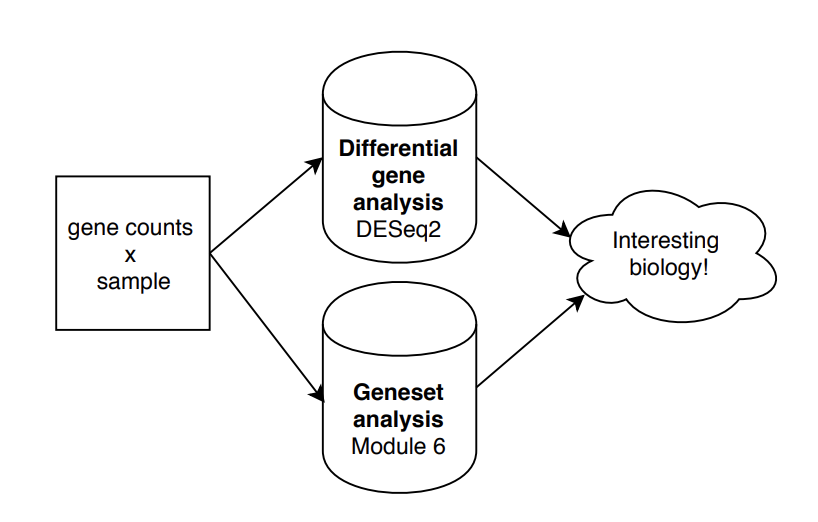 gene counts
x
sample
Differential
gene
analysis
DESeq2
Geneset
analysis
Module 6
Interesting
biology!